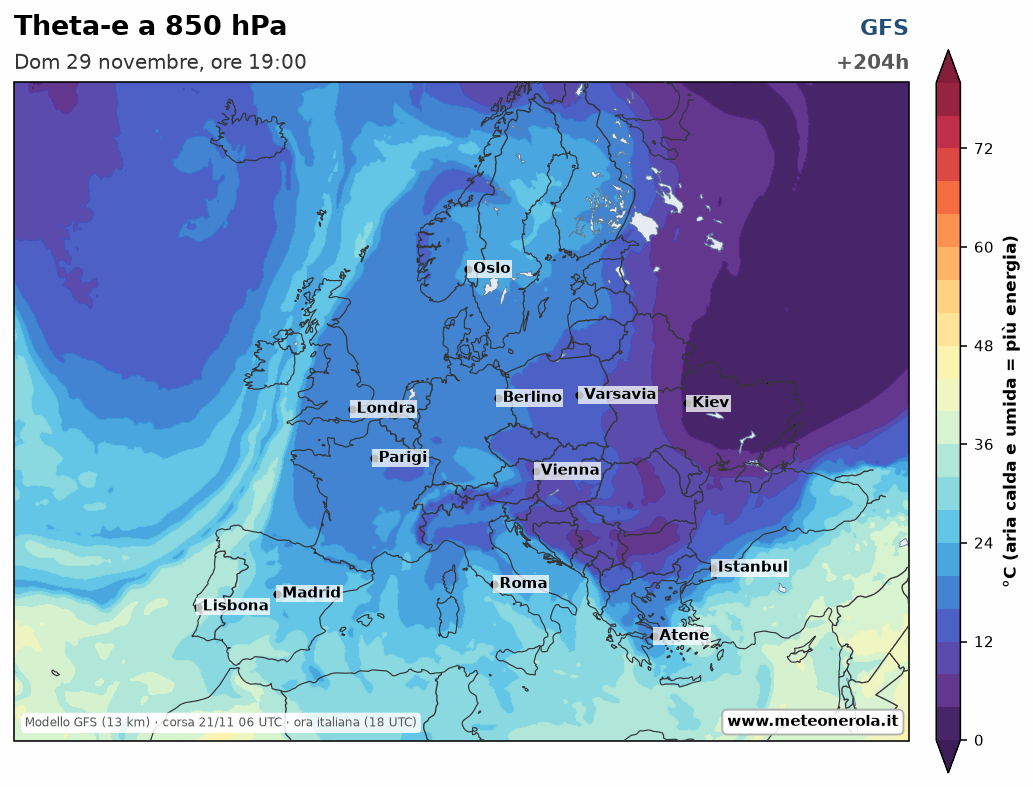 Theta-e a 850 hPa
GFS
Dom 29 novembre, ore 19:00
+204h
72
60
48
36
24
12
0
°C (aria calda e umida = più energia)
Oslo
Londra
Berlino
Varsavia
Kiev
Parigi
Vienna
Istanbul
Roma
Madrid
Lisbona
Atene
Modello GFS (13 km) · corsa 21/11 06 UTC · ora italiana (18 UTC)
www.meteonerola.it